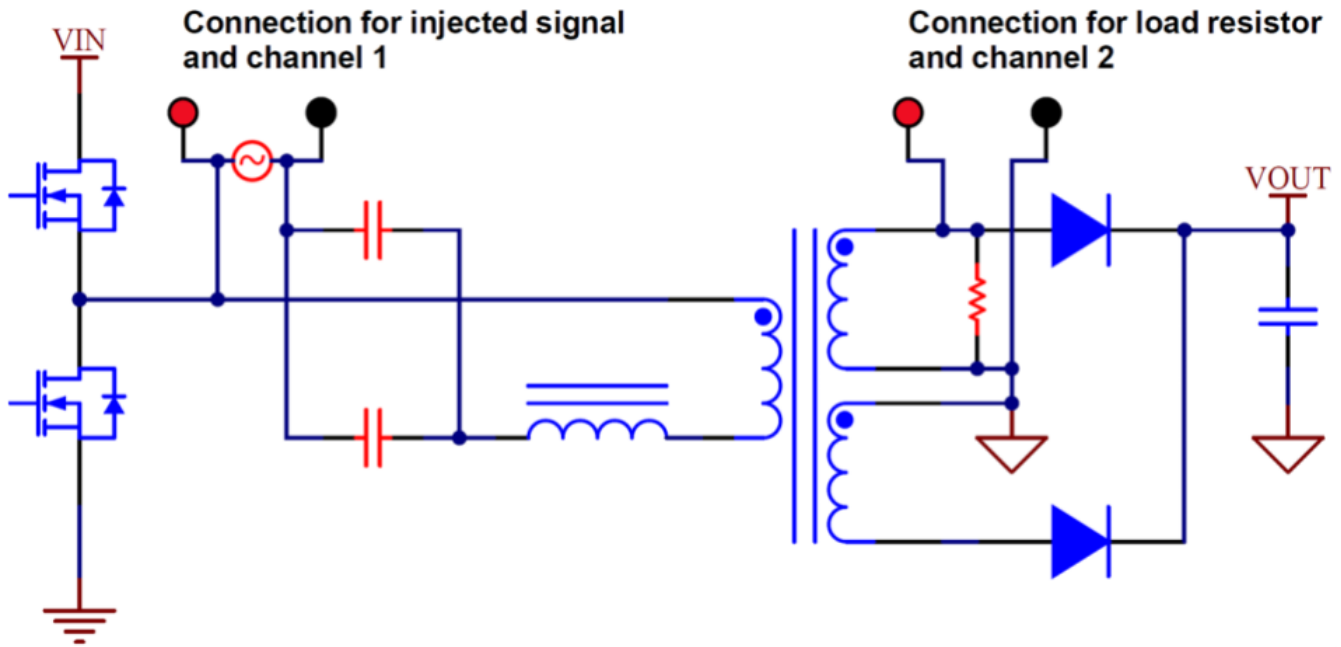 Connection for injected signal
and channel 1
Connection for load resistor
and channel 2
VIN
VOUT